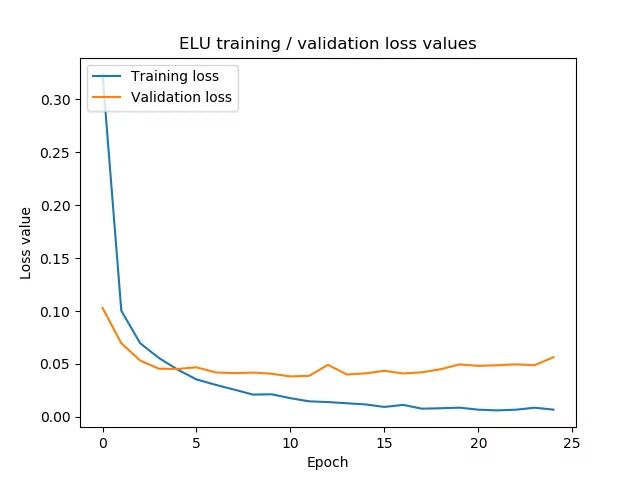 ELU training / validation loss values
Training loss
Validation loss
0.30
0.25
0.20
0.15
0.10
0.05
0.00
Loss value
0 5 10 15 20 25
Epoch